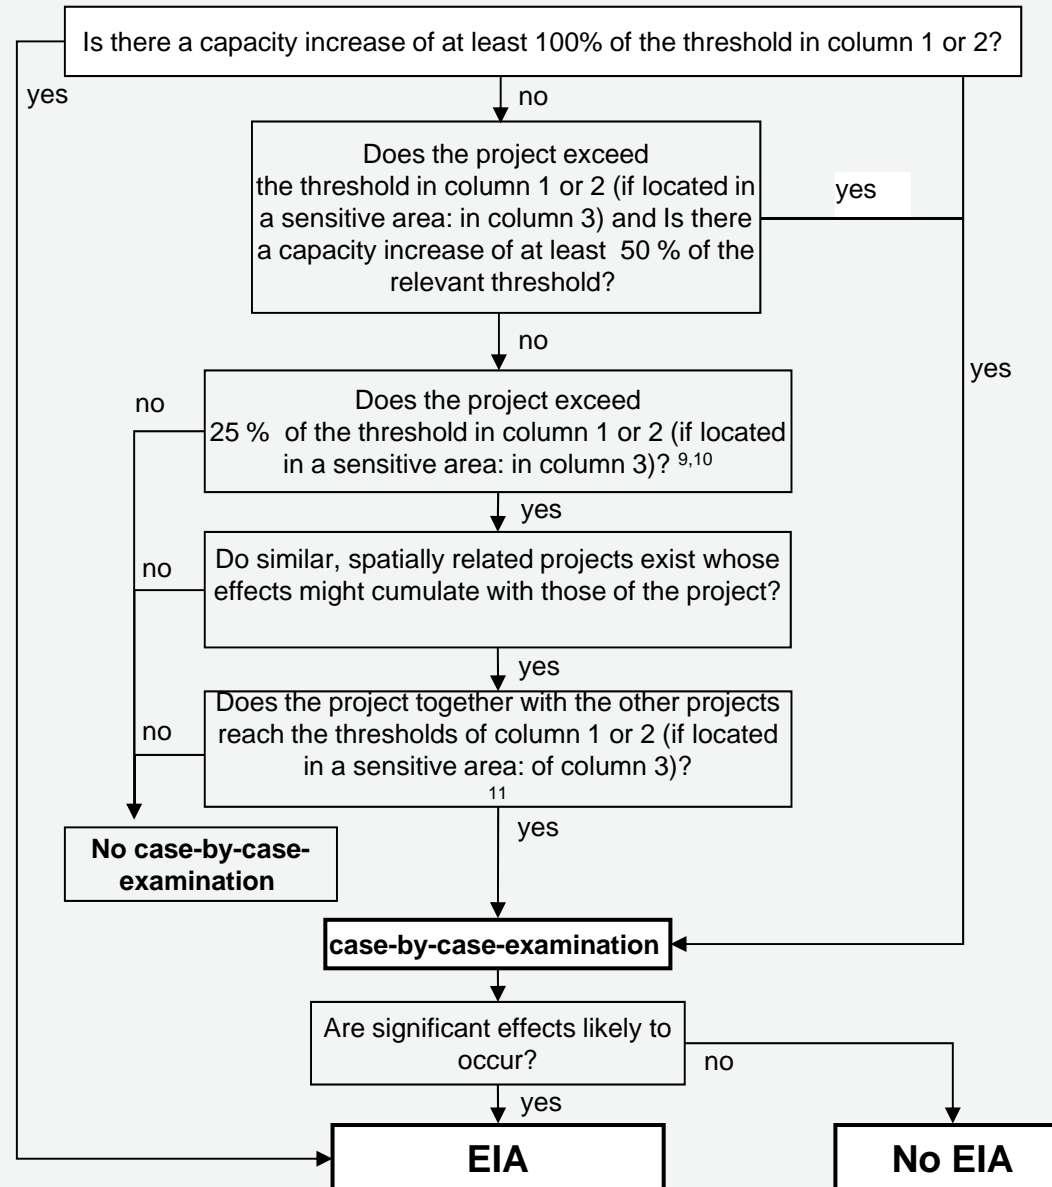 Is there a capacity increase of at least 100% of the threshold in column 1 or 2?
yes
no
Does the project exceed
the threshold in column 1 or 2 (if located in
a sensitive area: in column 3) and Is there
a capacity increase of at least 50 % of the
relevant threshold?
yes
no
yes
Does the project exceed
25 % of the threshold in column 1 or 2 (if located
in a sensitive area: in column 3)? 9,10
no
yes
Do similar, spatially related projects exist whose
effects might cumulate with those of the project?
no
yes
Does the project together with the other projects
reach the thresholds of column 1 or 2 (if located
in a sensitive area: of column 3)?
11
no
yes
No case-by-case-
examination
case-by-case-examination
Are significant effects likely to
occur?
no
yes
EIA
No EIA